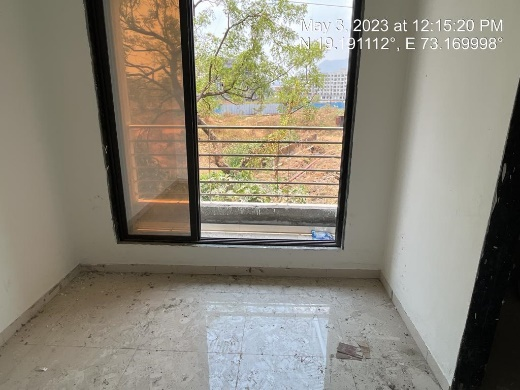 May 3, 2023 at 12:15:20 PM
N 19.191112°, E 73.169998°